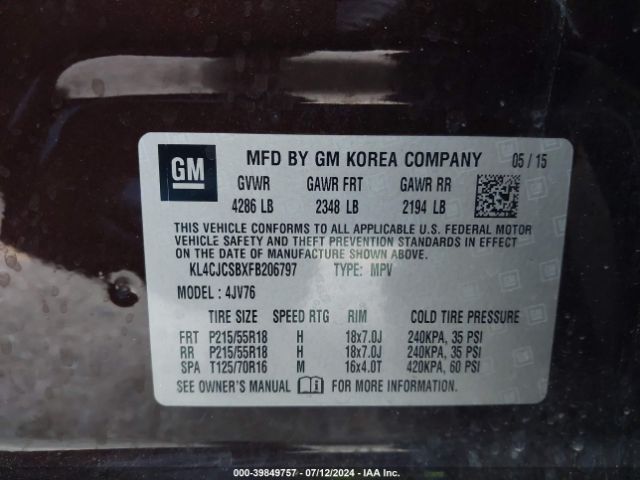 GM MFD BY GM KOREA COMPANY 05 / 15
GVWR GAWR FRT GAWR RR
4286 LB 2348 LB 2194 LB
THIS VEHICLE CONFORMS TO ALL APPLICABLE U.S. FEDERAL MOTOR
VEHICLE SAFETY AND THEFT PREVENTION STANDARDS IN EFFECT
ON THE DATE OF MANUFACTURE SHOWN ABOVE.
KL4CJCSBXFB206797 TYPE: MPV
MODEL : 4JV76
TIRE SIZE SPEED RTG RIM COLD TIRE PRESSURE
FRT P215/55R18 H 18x7.0J 240KPA, 35 PSI
RR P215/55R18 H 18x7.0J 240KPA, 35 PSI
SPA T125/70R16 M 16x4.0T 420KPA, 60 PSI
SEE OWNER'S MANUAL FOR MORE INFORMATION.
000-39849757 - 07/12/2024 - IAA Inc.